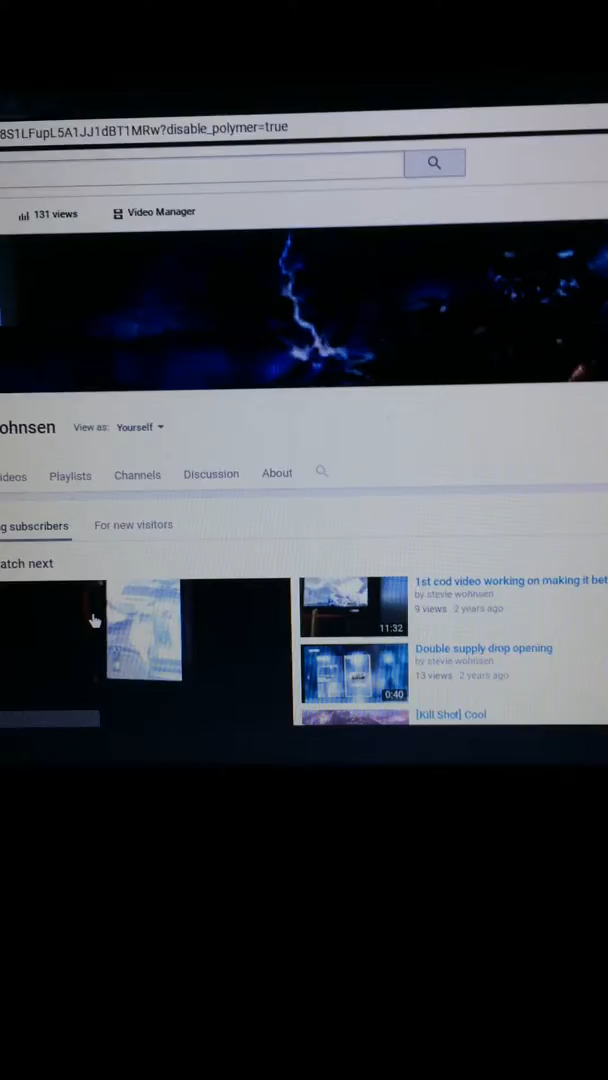 8S1LFupL5A1JJ1dBT1MRw?disable_polymer=true
131 views
Video Manager
ohnsen
View as: Yourself
ideos
Playlists
Channels
Discussion
About
g subscribers
For new visitors
atch next
1st cod video working on making it bet
by stevie wohnsen
9 views 2 years ago
11:32
Double supply drop opening
by stevie wohnsen
13 views 2 years ago
0:40
[Kill Shot] Cool